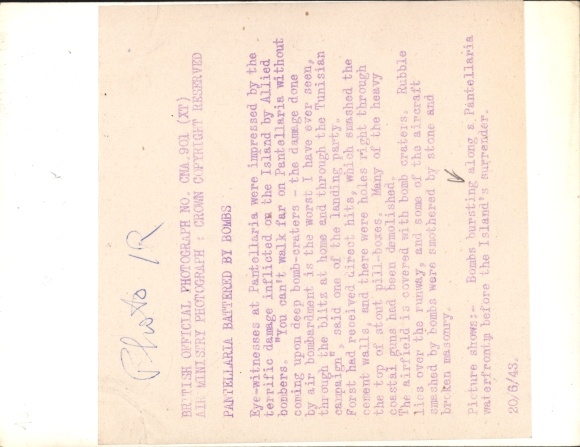 Photo 1R
BRITISH OFFICIAL PHOTOGRAPH NO. CNA.901 (XT)
AIR MINISTRY PHOTOGRAPH : CROWN COPYRIGHT RESERVED
PANTELLARIA BATTERED BY BOMBS
Eye-witnesses at Pantellaria were impressed by the
terrific damage inflicted on the Island by Allied
bombers. "You can't walk far on Pantellaria without
coming upon deep bomb-craters - the damage done
by air bombardment is the worst I have ever seen,
through the blitz at home and through the Tunisian
campaign", said one of the landing party.
Forst had received direct hits, which smashed the
cement walls, and there were holes right through
the top of stout pill-boxes. Many of the heavy
coastal guns had been demolished.
The airfield is covered with bomb craters. Rubble
lies over the runway, and some of the aircraft
smashed by bombs were smothered by stone and
broken masonry.
Picture shows:- Bombs bursting along a Pantellaria
waterfrontip before the Island's surrender.
20/6/43.